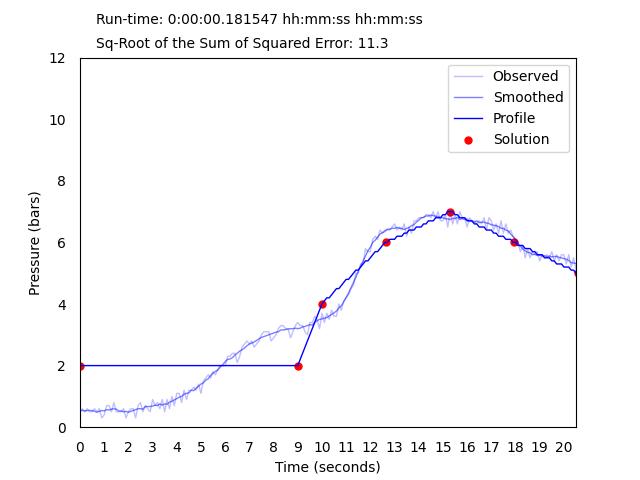 Run-time: 0:00:00.181547 hh:mm:ss hh:mm:ss
Sq-Root of the Sum of Squared Error: 11.3
12
10
8
6
4
2
0
Pressure (bars)
Observed
Smoothed
Profile
Solution
0 1 2 3 4 5 6 7 8 9 10 11 12 13 14 15 16 17 18 19 20
Time (seconds)